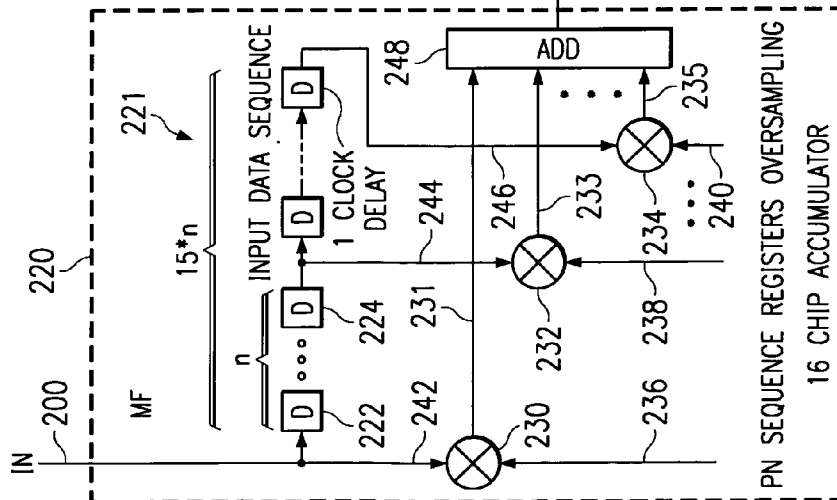 IN
200
220
MF
15*n
221
n
INPUT DATA SEQUENCE
D
D
D
D
222
224
1 CLOCK
DELAY
248
ADD
242
244
246
231
233
235
230
232
234
236
238
240
PN SEQUENCE REGISTERS OVERSAMPLING
16 CHIP ACCUMULATOR